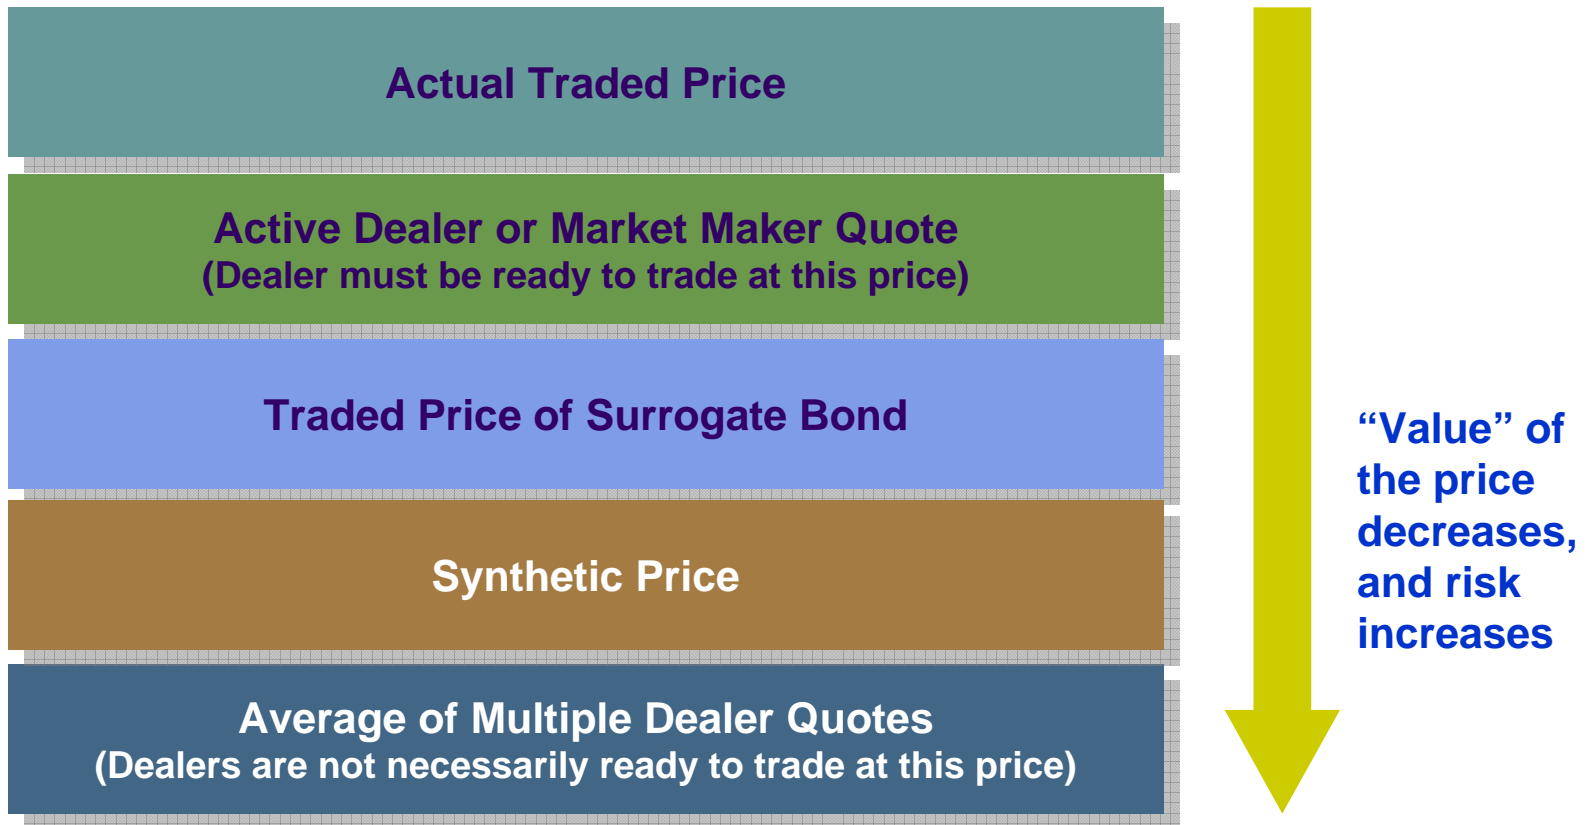 Actual Traded Price
Active Dealer or Market Maker Quote
(Dealer must be ready to trade at this price)
Traded Price of Surrogate Bond
Synthetic Price
Average of Multiple Dealer Quotes
(Dealers are not necessarily ready to trade at this price)
“Value” of
the price
decreases,
and risk
increases